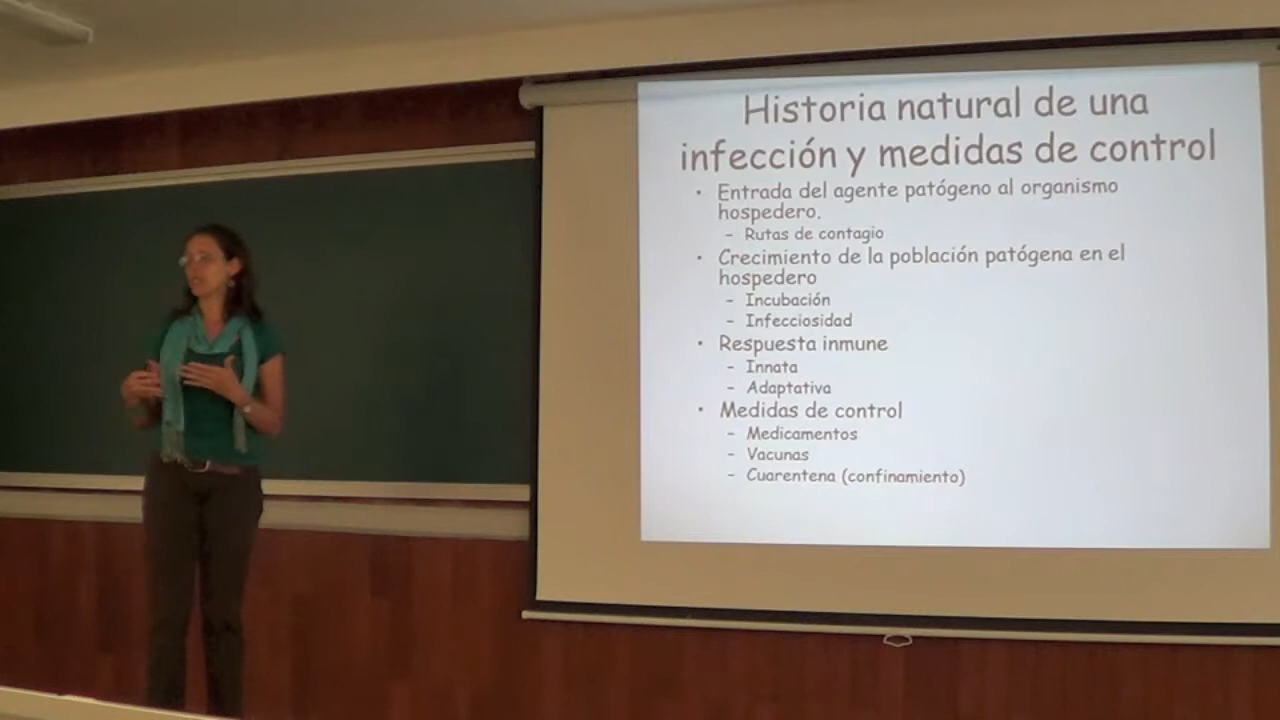 Historia natural de una
infección y medidas de control
• Entrada del agente patógeno al organismo
hospedero.
– Rutas de contagio
• Crecimiento de la población patógena en el
hospedero
– Incubación
– Infecciosidad
• Respuesta inmune
– Innata
– Adaptativa
• Medidas de control
– Medicamentos
– Vacunas
– Cuarentena (confinamiento)